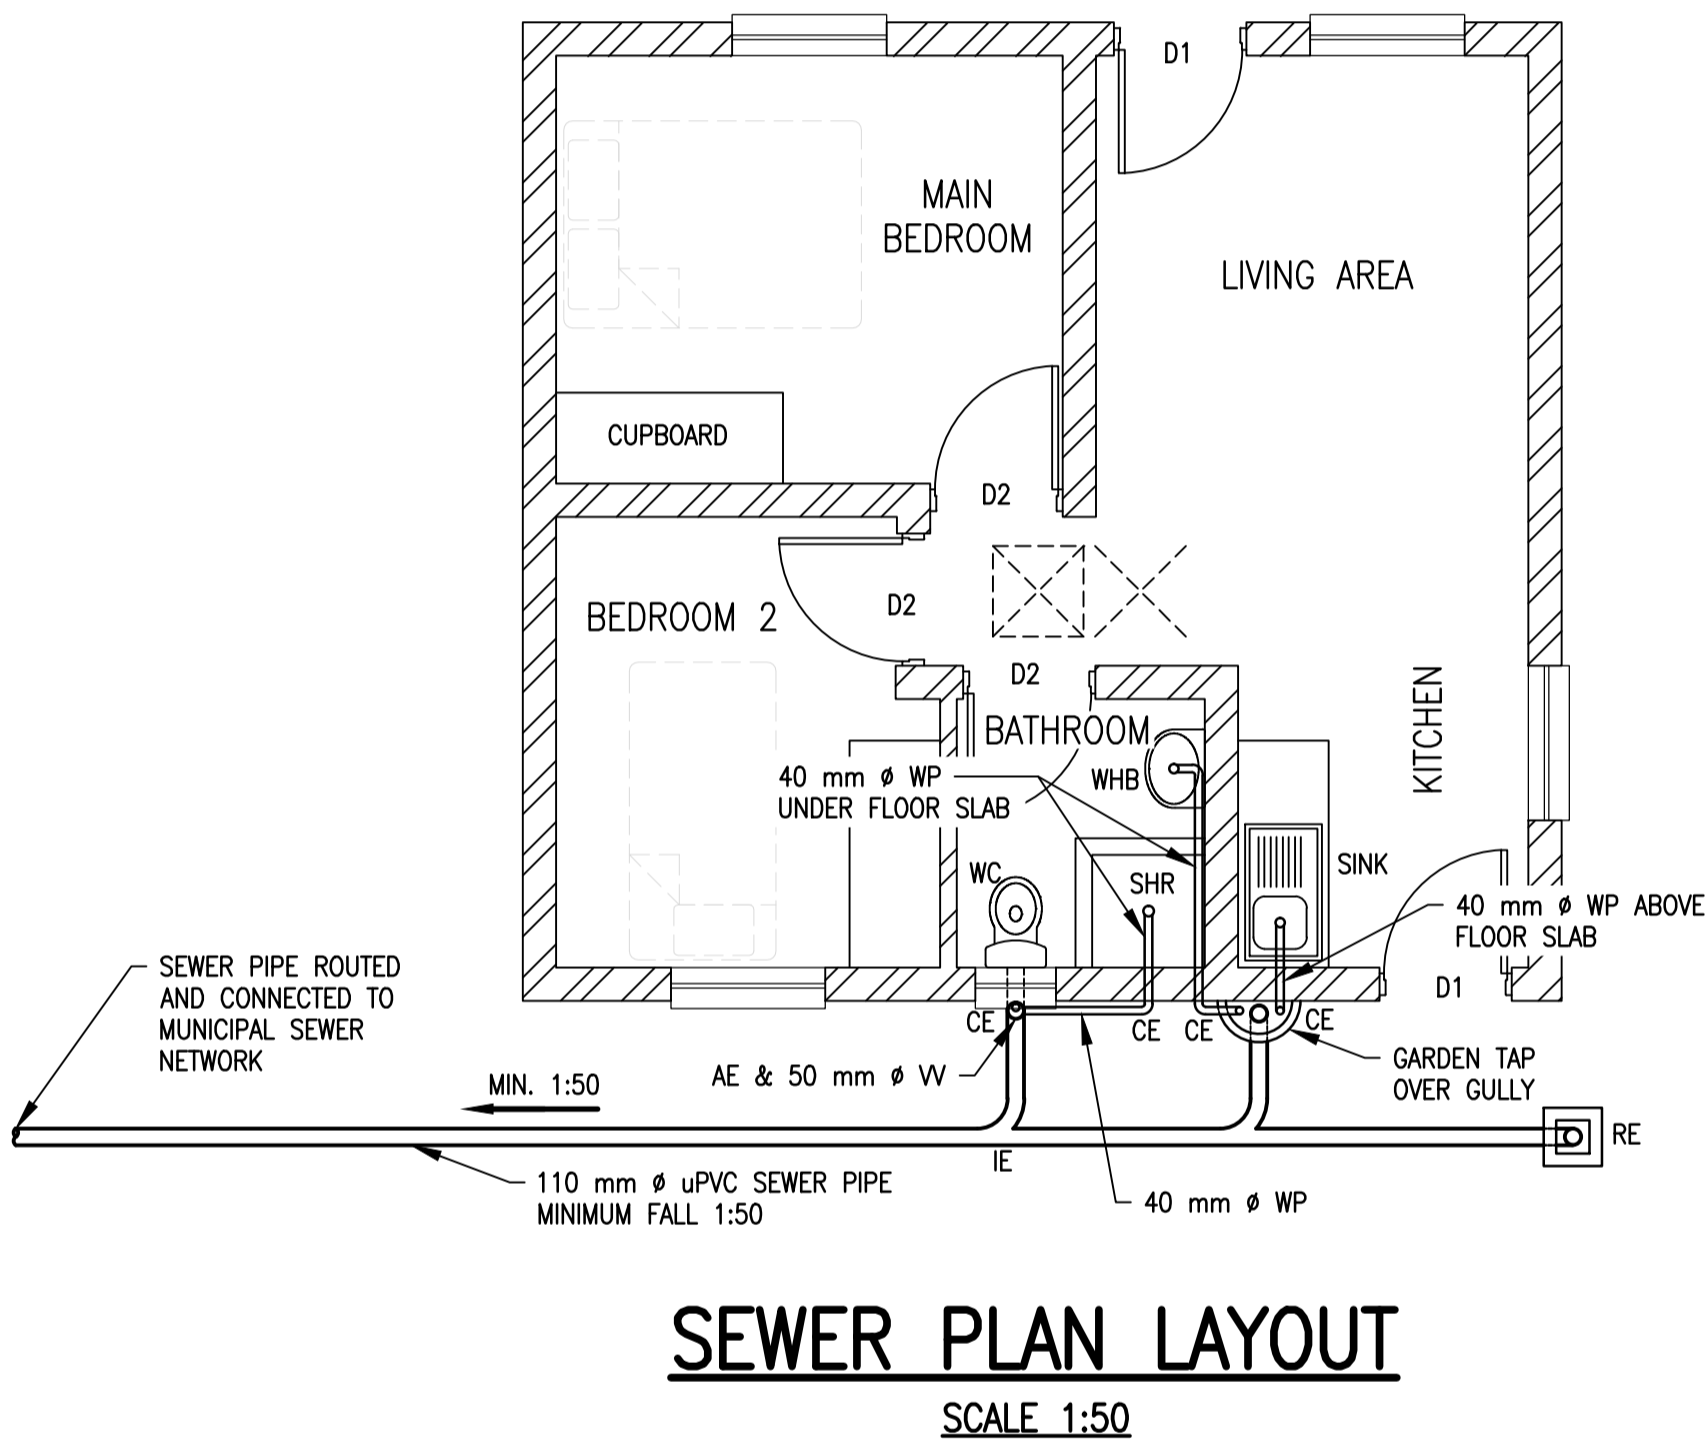 D1
MAIN
BEDROOM
LIVING AREA
CUPBOARD
D2
BEDROOM 2
D2
D2
BATHROOM
KITCHEN
40 mm ø WP
UNDER FLOOR SLAB
WHB
WC
SHR
SINK
40 mm ø WP ABOVE
FLOOR SLAB
D1
SEWER PIPE ROUTED
AND CONNECTED TO
MUNICIPAL SEWER
NETWORK
CE
CE
CE
CE
GARDEN TAP
OVER GULLY
AE & 50 mm ø VV
MIN. 1:50
RE
IE
110 mm ø uPVC SEWER PIPE
MINIMUM FALL 1:50
40 mm ø WP
SEWER PLAN LAYOUT
SCALE 1:50